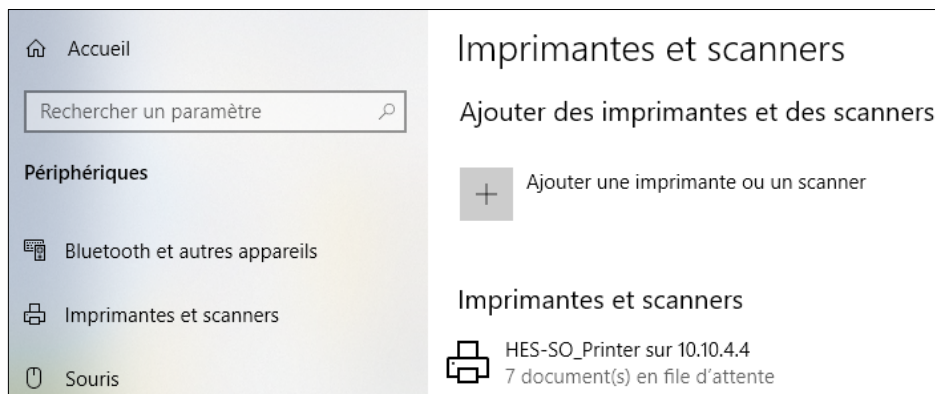 Accueil
Rechercher un paramètre
Périphériques
Bluetooth et autres appareils
Imprimantes et scanners
Souris
Imprimantes et scanners
Ajouter des imprimantes et des scanners
Ajouter une imprimante ou un scanner
Imprimantes et scanners
HES-SO_Printer sur 10.10.4.4
7 document(s) en file d'attente